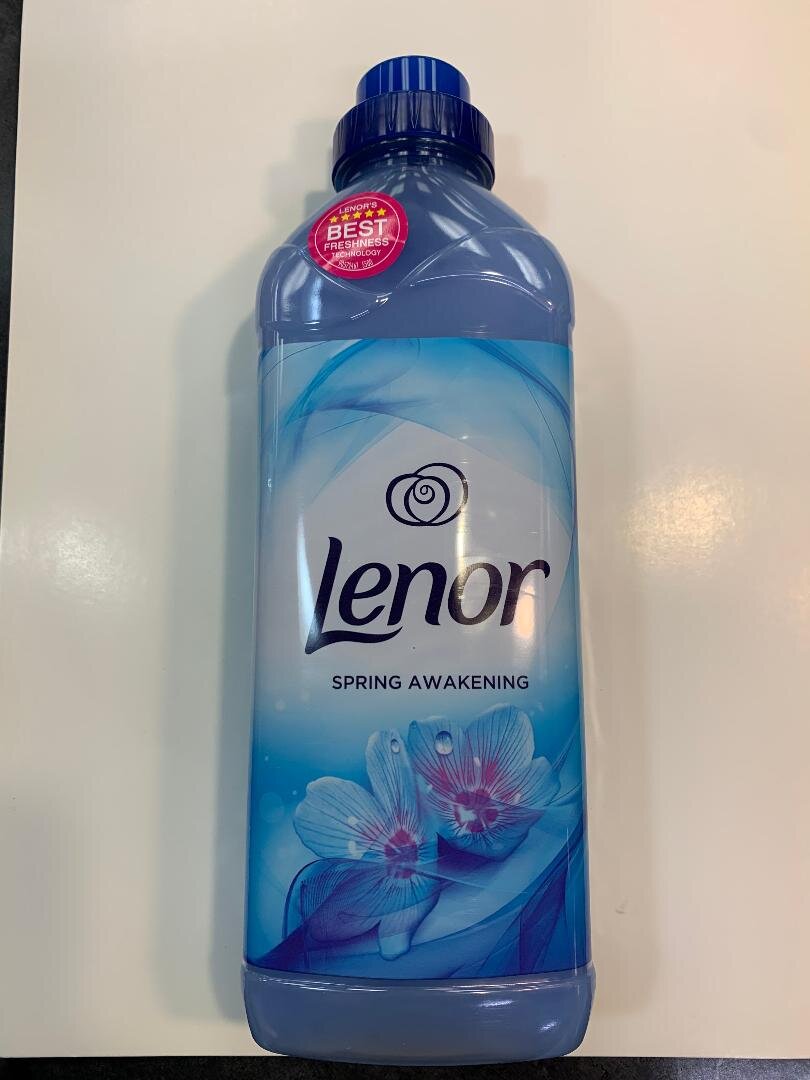 LENOR'S
BEST
FRESHNESS
TECHNOLOGY
Lenor
SPRING AWAKENING